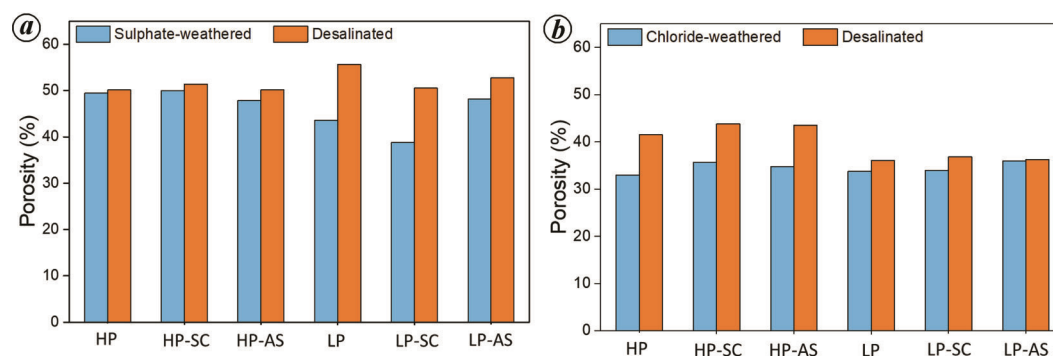 a
Sulphate-weathered Desalinated
60
50
40
30
20
10
0
Porosity (%)
HP HP-SC HP-AS LP LP-SC LP-AS
b
Chloride-weathered Desalinated
60
50
40
30
20
10
0
Porosity (%)
HP HP-SC HP-AS LP LP-SC LP-AS